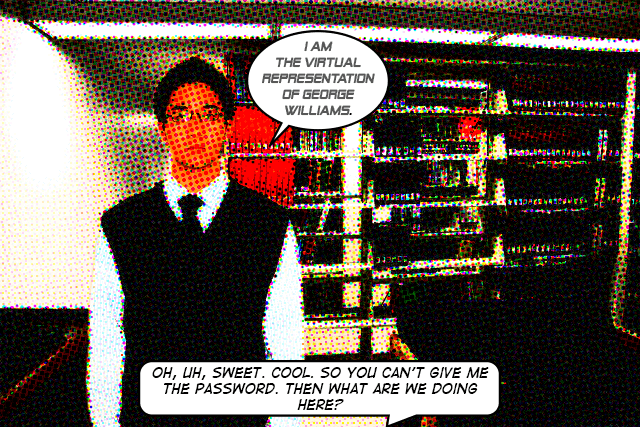 I AM
THE VIRTUAL
REPRESENTATION
OF GEORGE
WILLIAMS.
OH, UH, SWEET. COOL. SO YOU CAN'T GIVE ME
THE PASSWORD. THEN WHAT ARE WE DOING
HERE?